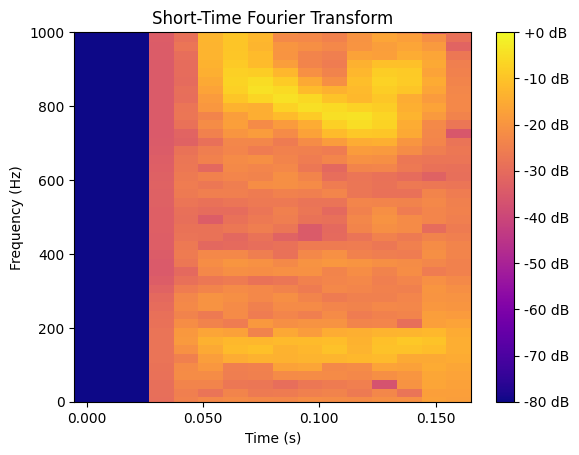 Short-Time Fourier Transform
1000
800
600
400
200
0
Frequency (Hz)
0.000
0.050
0.100
0.150
Time (s)
+0 dB
-10 dB
-20 dB
-30 dB
-40 dB
-50 dB
-60 dB
-70 dB
-80 dB